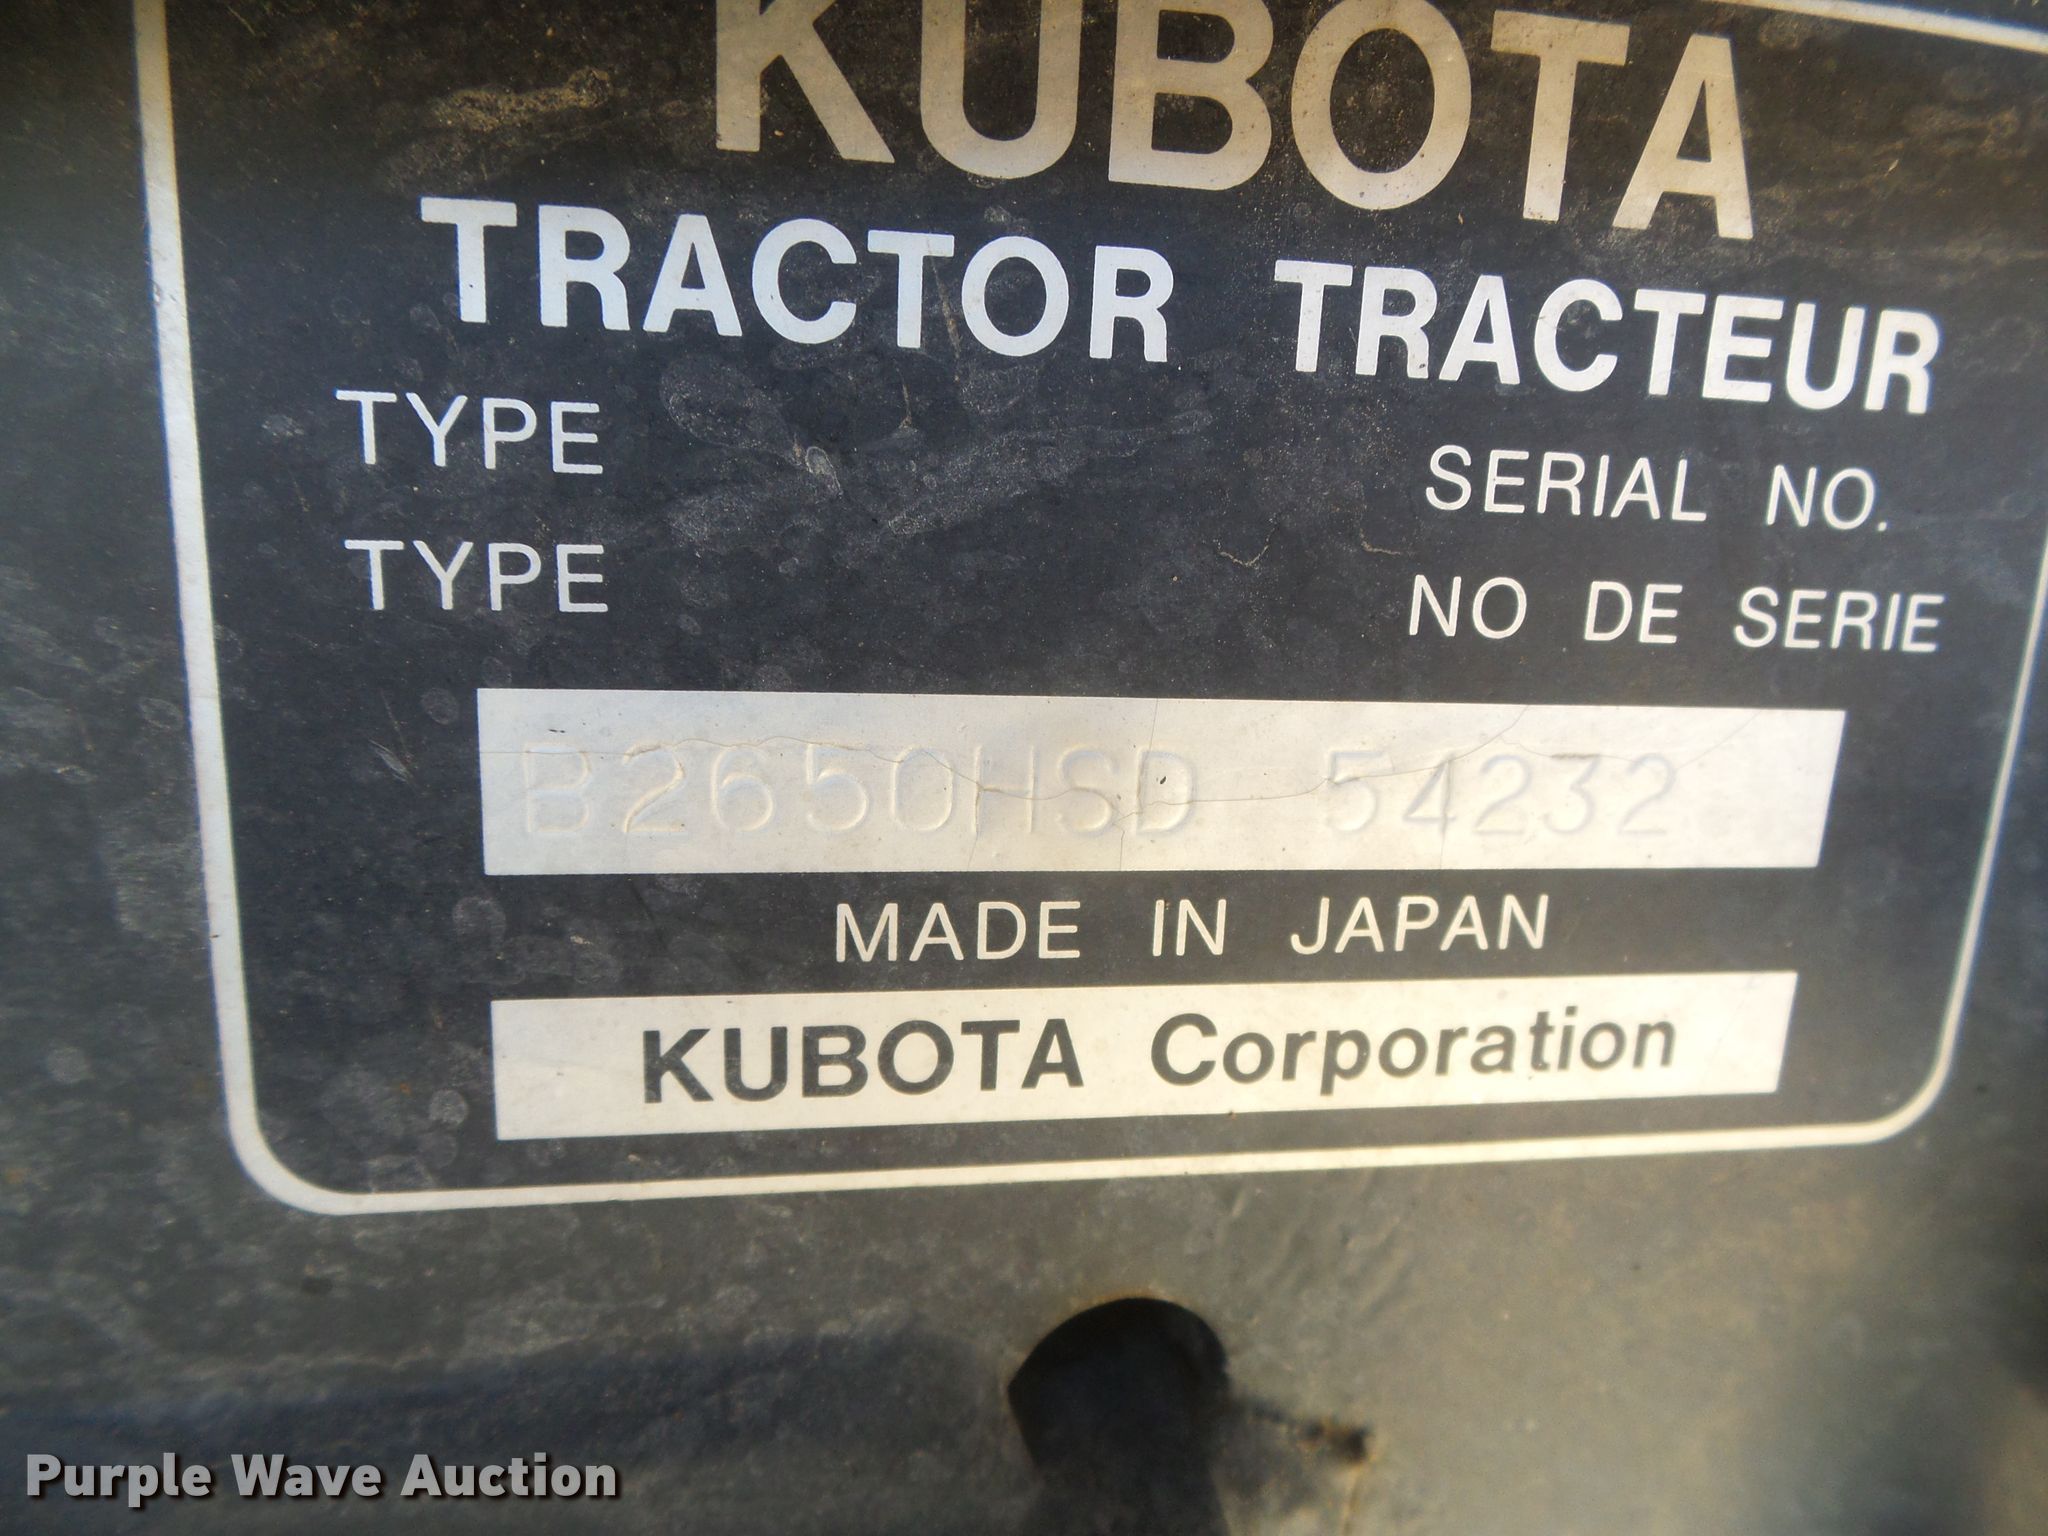 KUBOTA
TRACTOR TRACTEUR
TYPE SERIAL NO.
TYPE NO DE SERIE
B2650HSD 54232
MADE IN JAPAN
KUBOTA Corporation
Purple Wave Auction